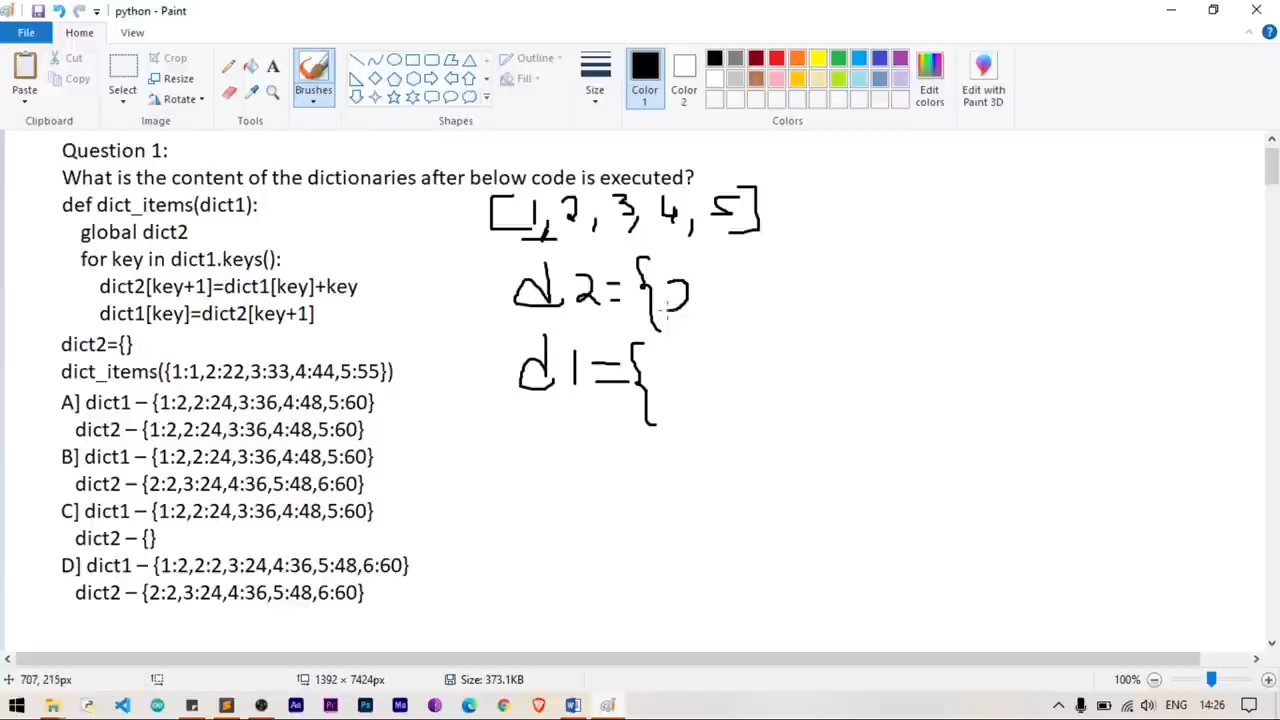 python - Paint
File Home View
Paste Cut Copy Clipboard
Select Crop Resize Rotate Image
Tools
Brushes
Shapes Outline Fill
Size
Color 1 Color 2 Colors Edit colors
Edit with Paint 3D
Question 1:
What is the content of the dictionaries after below code is executed?
def dict_items(dict1):
global dict2
for key in dict1.keys():
dict2[key+1]=dict1[key]+key
dict1[key]=dict2[key+1]
dict2={}
dict_items({1:1,2:22,3:33,4:44,5:55})
A] dict1 – {1:2,2:24,3:36,4:48,5:60}
dict2 – {1:2,2:24,3:36,4:48,5:60}
B] dict1 – {1:2,2:24,3:36,4:48,5:60}
dict2 – {2:2,3:24,4:36,5:48,6:60}
C] dict1 – {1:2,2:24,3:36,4:48,5:60}
dict2 – {}
D] dict1 – {1:2,2:2,3:24,4:36,5:48,6:60}
dict2 – {2:2,3:24,4:36,5:48,6:60}
[1, 2, 3, 4, 5]
d2={
d1={
707, 215px 1392 × 7424px Size: 373.1KB 100%
ENG 14:26